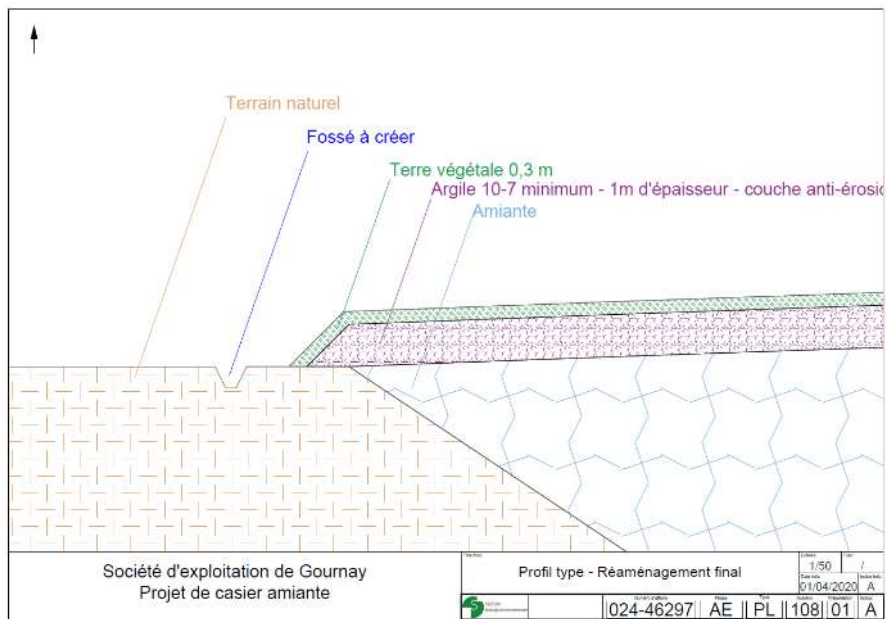 Terrain naturel
Fossé à créer
Terre végétale 0,3 m
Argile 10-7 minimum - 1m d'épaisseur - couche anti-érosio
Amiante
Société d'exploitation de Gournay
Projet de casier amiante
Profil type - Réaménagement final
1/50 /
01/04/2020 A
024-46297 AE PL 108 01 A